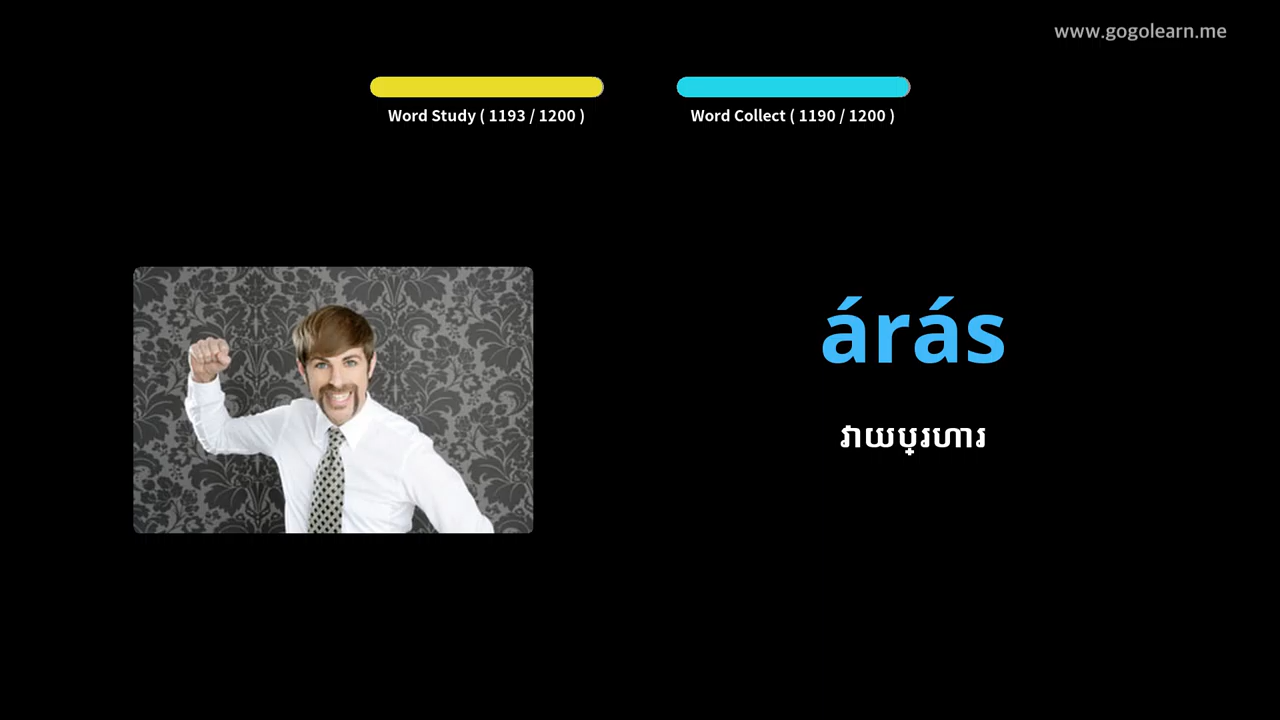 www.gogolearn.me
Word Study ( 1193 / 1200 )
Word Collect ( 1190 / 1200 )
árás
វាយប្រហារ